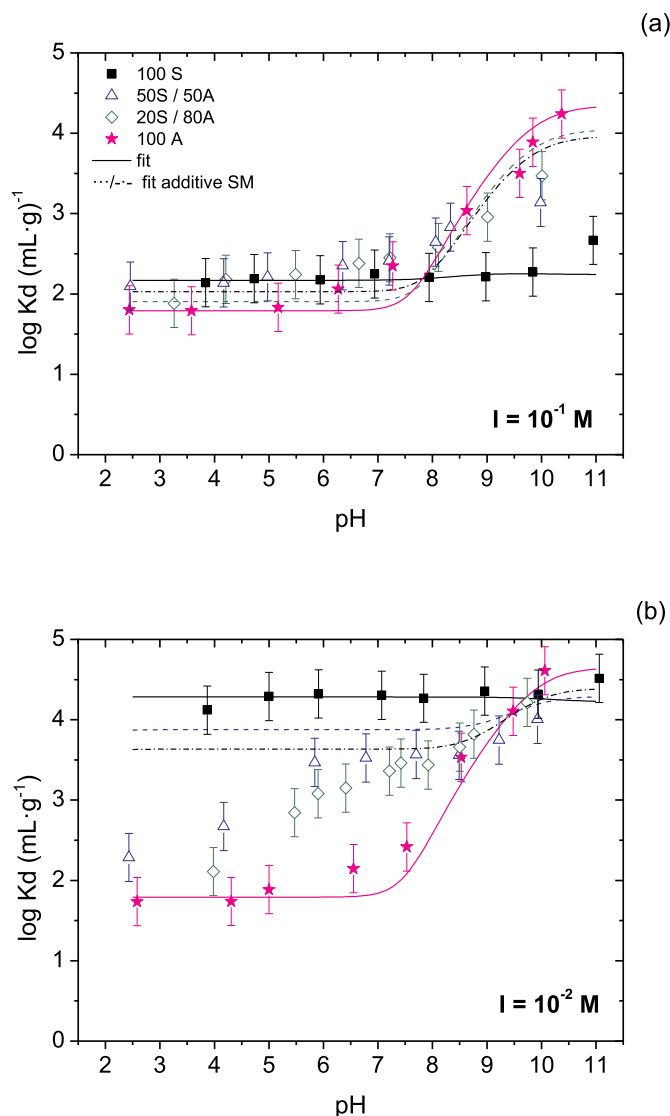 (a)
5
4
3
2
1
0
log Kd (mL·g)⁻¹
100 S
50S / 50A
20S / 80A
100 A
fit
fit additive SM
I = 10⁻¹ M
2 3 4 5 6 7 8 9 10 11
pH
(b)
5
4
3
2
1
0
log Kd (mL·g⁻¹)
I = 10⁻² M
2 3 4 5 6 7 8 9 10 11
pH